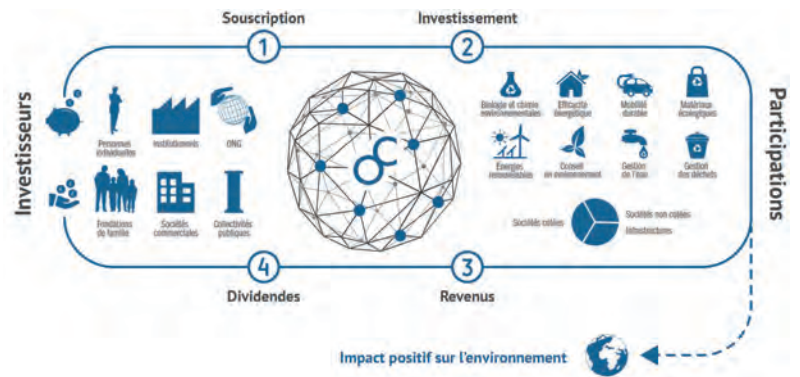 Souscription
Investissement
1
2
Investisseurs
Personnes individuelles
Institutionnels
ONG
Fondations
de famille
Sociétés
commerciales
Collectivités
publiques
OC
Biologie et chimie
environnementales
Efficacité
énergétique
Mobilité
durable
Matériaux
écologiques
Énergies
renouvelables
Conseil
en environnement
Gestion
de l'eau
Gestion
des déchets
Sociétés cotées
Sociétés non cotées
Infrastructures
Participations
4
3
Dividendes
Revenus
Impact positif sur l'environnement